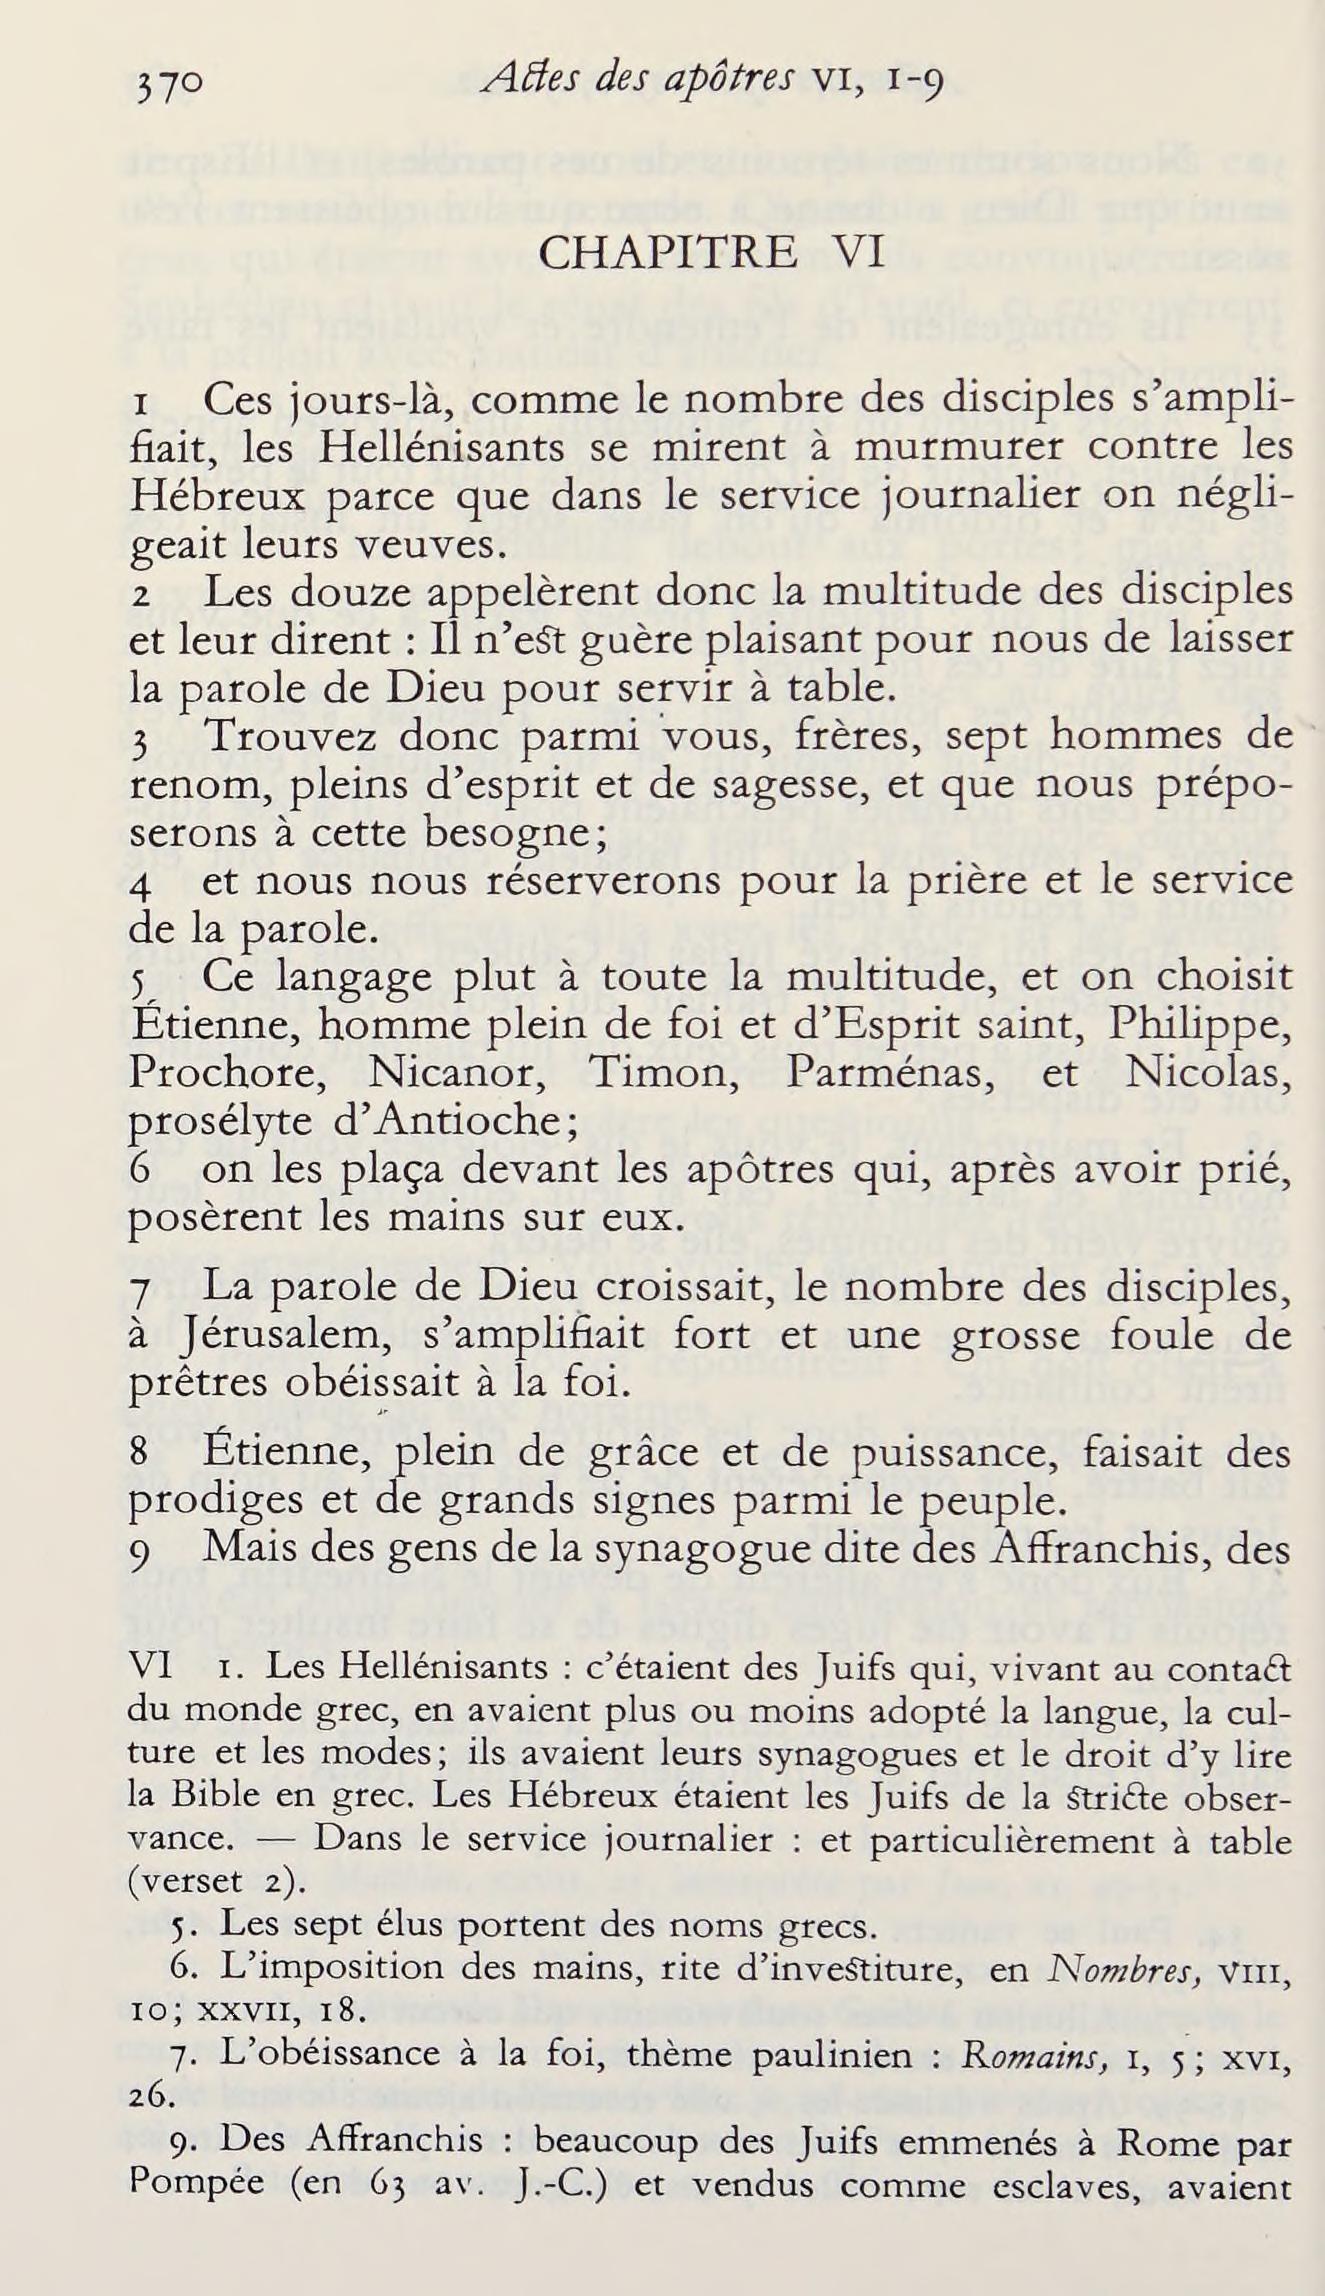 370
Actes des apôtres VI, 1-9
CHAPITRE VI
1 Ces jours-là, comme le nombre des disciples s’ampli-
fiait, les Hellénisants se mirent à murmurer contre les
Hébreux parce que dans le service journalier on négli-
geait leurs veuves.
2 Les douze appelèrent donc la multitude des disciples
et leur dirent : Il n’est guère plaisant pour nous de laisser
la parole de Dieu pour servir à table.
3 Trouvez donc parmi vous, frères, sept hommes de
renom, pleins d’esprit et de sagesse, et que nous prépo-
serons à cette besogne;
4 et nous nous réserverons pour la prière et le service
de la parole.
5 Ce langage plut à toute la multitude, et on choisit
Étienne, homme plein de foi et d’Esprit saint, Philippe,
Prochore, Nicanor, Timon, Parménas, et Nicolas,
prosélyte d’Antioche;
6 on les plaça devant les apôtres qui, après avoir prié,
posèrent les mains sur eux.
7 La parole de Dieu croissait, le nombre des disciples,
à Jérusalem, s’amplifiait fort et une grosse foule de
prêtres obéissait à la foi.
8 Étienne, plein de grâce et de puissance, faisait des
prodiges et de grands signes parmi le peuple.
9 Mais des gens de la synagogue dite des Affranchis, des
VI 1. Les Hellénisants : c’étaient des Juifs qui, vivant au contact
du monde grec, en avaient plus ou moins adopté la langue, la cul-
ture et les modes; ils avaient leurs synagogues et le droit d’y lire
la Bible en grec. Les Hébreux étaient les Juifs de la stricte obser-
vance. — Dans le service journalier : et particulièrement à table
(verset 2).
5. Les sept élus portent des noms grecs.
6. L’imposition des mains, rite d’investiture, en Nombres, VIII,
10; XXVII, 18.
7. L’obéissance à la foi, thème paulinien : Romains, I, 5; XVI,
26.
9. Des Affranchis : beaucoup des Juifs emmenés à Rome par
Pompée (en 63 av. J.-C.) et vendus comme esclaves, avaient